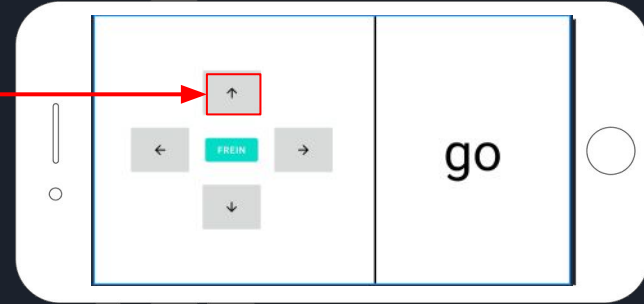 ↑
← FREIN →
↓
go